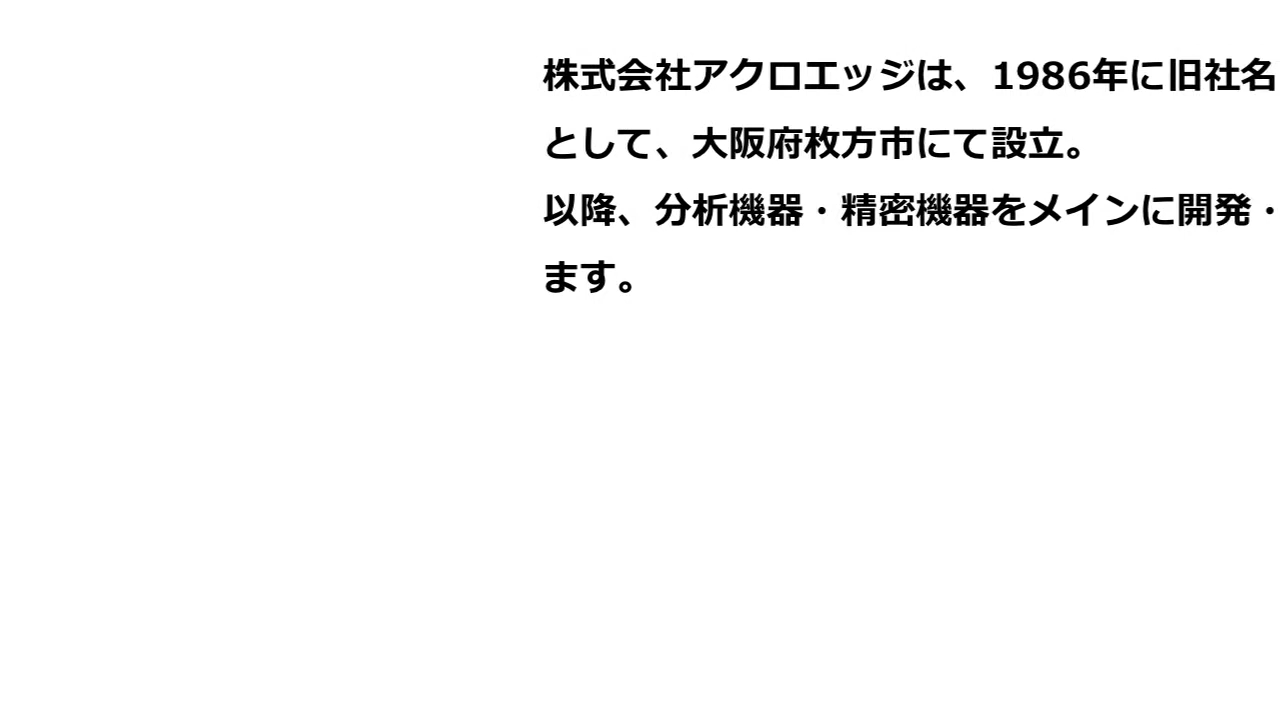 株式会社アクロエッジは、1986年に旧社名
として、大阪府枚方市にて設立。
以降、分析機器・精密機器をメインに開発・
ます。